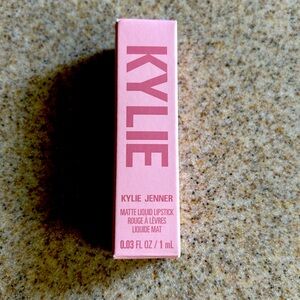 KYLIE
KYLIE JENNER
MATTE LIQUID LIPSTICK
ROUGE À LÈVRES
LIQUIDE MAT
0.03 FL OZ / 1 mL